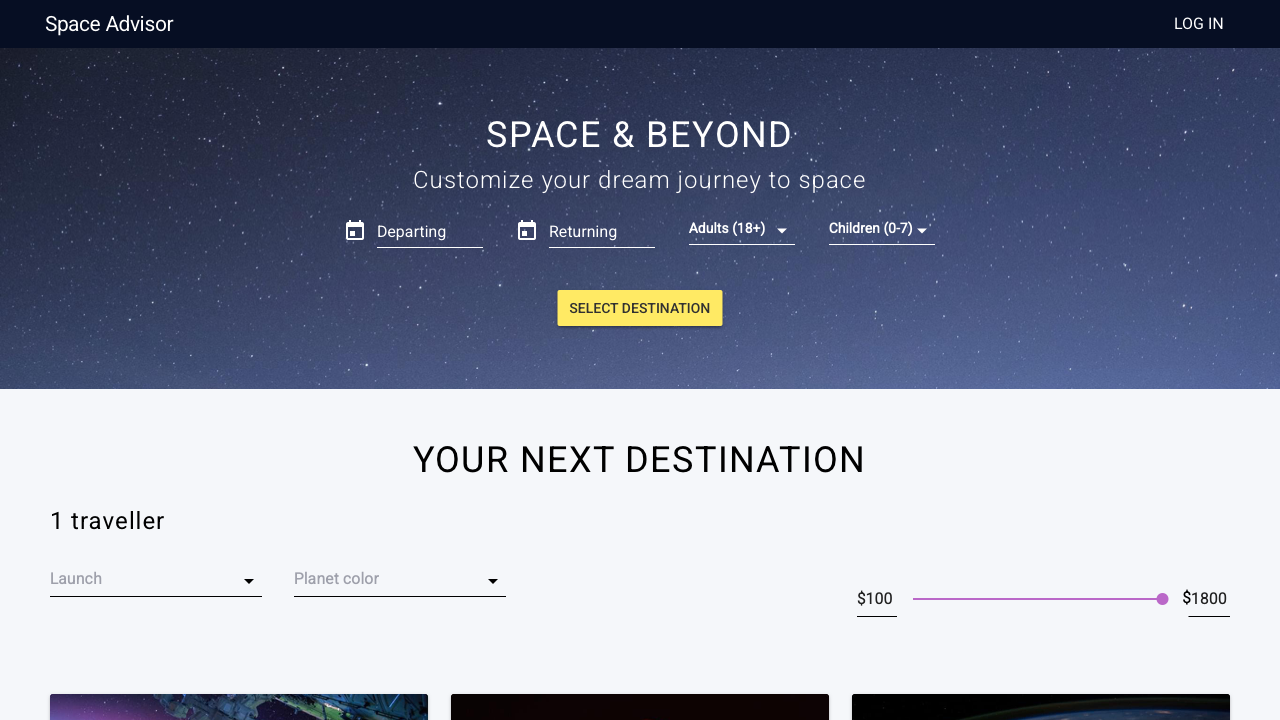 Space Advisor
LOG IN
SPACE & BEYOND
Customize your dream journey to space
Departing
Returning
Adults (18+)
Children (0-7)
SELECT DESTINATION
YOUR NEXT DESTINATION
1 traveller
Launch
Planet color
$100
$1800